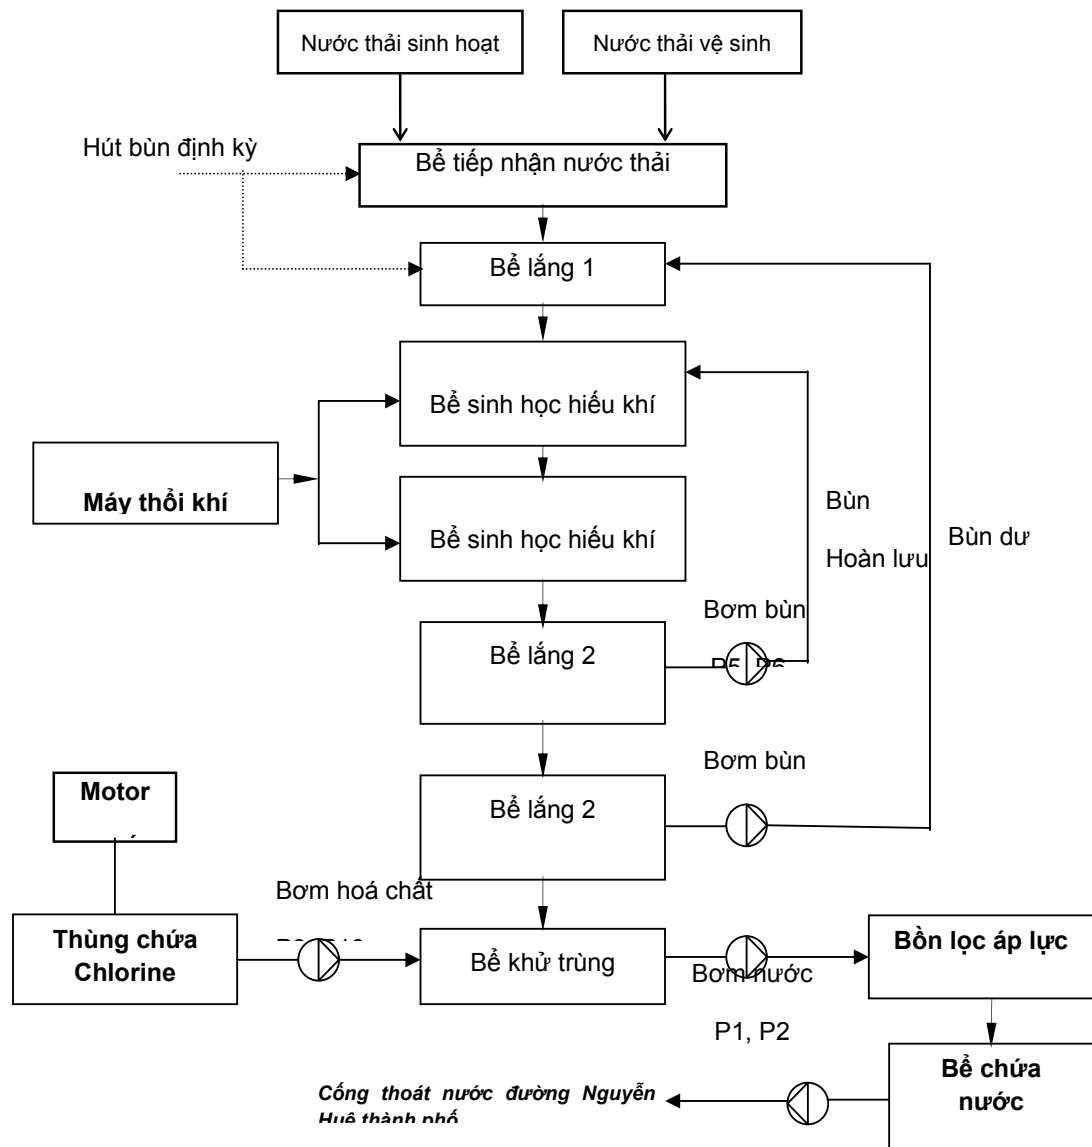 Nước thải sinh hoạt
Nước thải vệ sinh
Hút bùn định kỳ
Bể tiếp nhận nước thải
Bể lắng 1
Bể sinh học hiếu khí
Máy thổi khí
Bể sinh học hiếu khí
Bùn
Hoàn lưu
Bùn dư
Bơm bùn
Bể lắng 2
Bơm bùn
Bể lắng 2
Motor
Bơm hoá chất
Thùng chứa
Chlorine
Bể khử trùng
Bơm nước
P1, P2
Bồn lọc áp lực
Bể chứa
nước
Cống thoát nước đường Nguyễn
Huệ thành phố